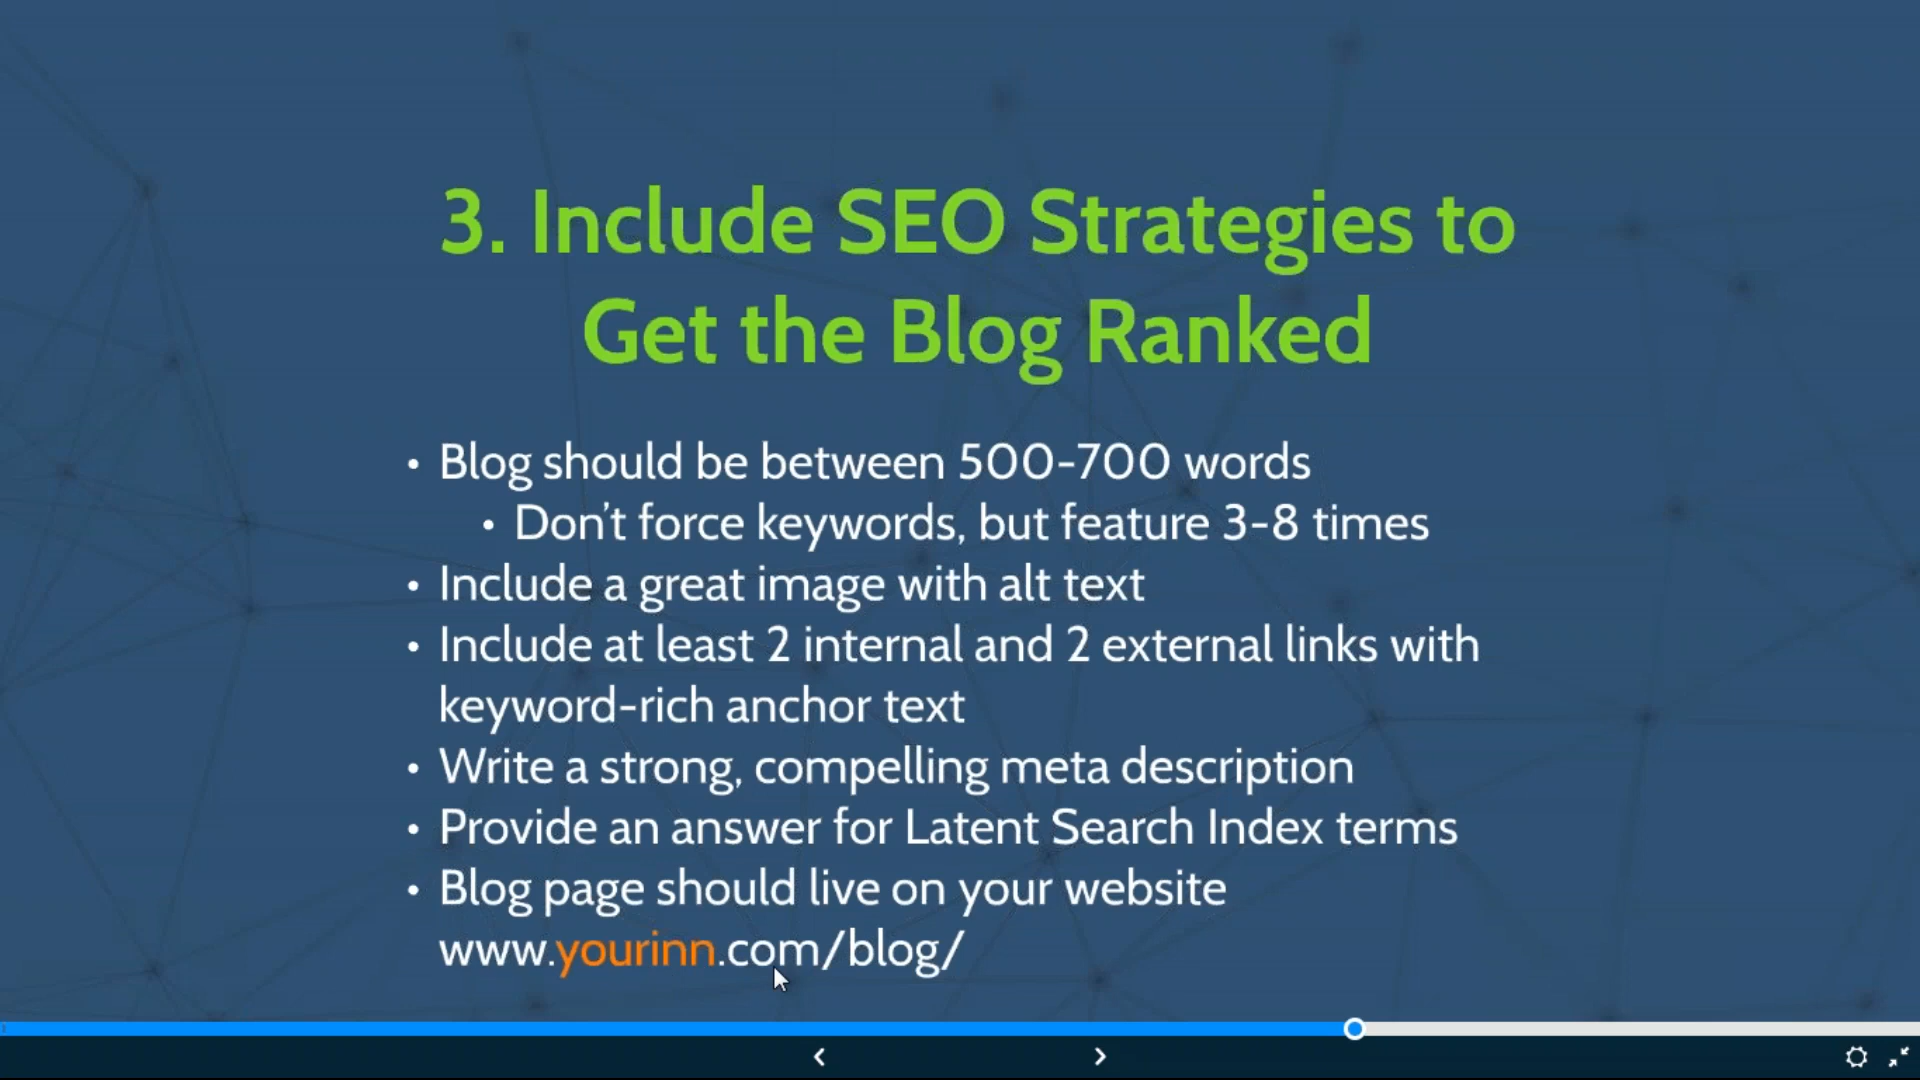 3. Include SEO Strategies to
Get the Blog Ranked
• Blog should be between 500-700 words
• Don't force keywords, but feature 3-8 times
• Include a great image with alt text
• Include at least 2 internal and 2 external links with
keyword-rich anchor text
• Write a strong, compelling meta description
• Provide an answer for Latent Search Index terms
• Blog page should live on your website
www.yourinn.com/blog/